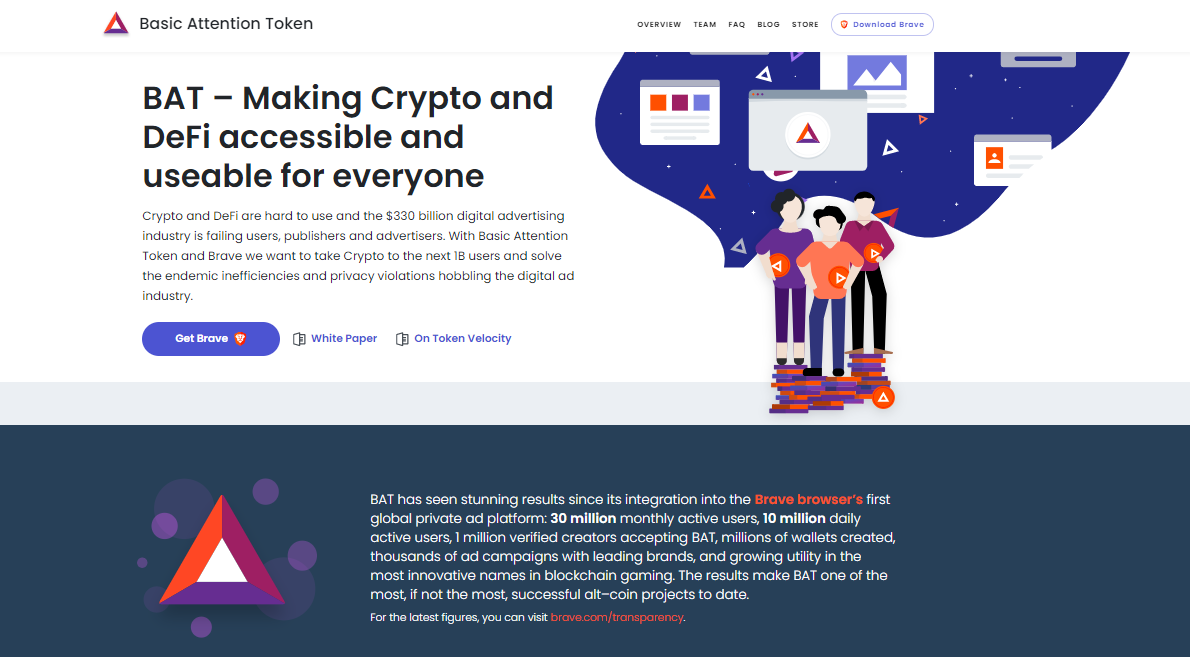 Basic Attention Token
OVERVIEW TEAM FAQ BLOG STORE Download Brave
BAT – Making Crypto and
DeFi accessible and
useable for everyone
Crypto and DeFi are hard to use and the $330 billion digital advertising
industry is failing users, publishers and advertisers. With Basic Attention
Token and Brave we want to take Crypto to the next 1B users and solve
the endemic inefficiencies and privacy violations hobbling the digital ad
industry.
Get Brave White Paper On Token Velocity
BAT has seen stunning results since its integration into the Brave browser's first
global private ad platform: 30 million monthly active users, 10 million daily
active users, 1 million verified creators accepting BAT, millions of wallets created,
thousands of ad campaigns with leading brands, and growing utility in the
most innovative names in blockchain gaming. The results make BAT one of the
most, if not the most, successful alt–coin projects to date.
For the latest figures, you can visit brave.com/transparency.